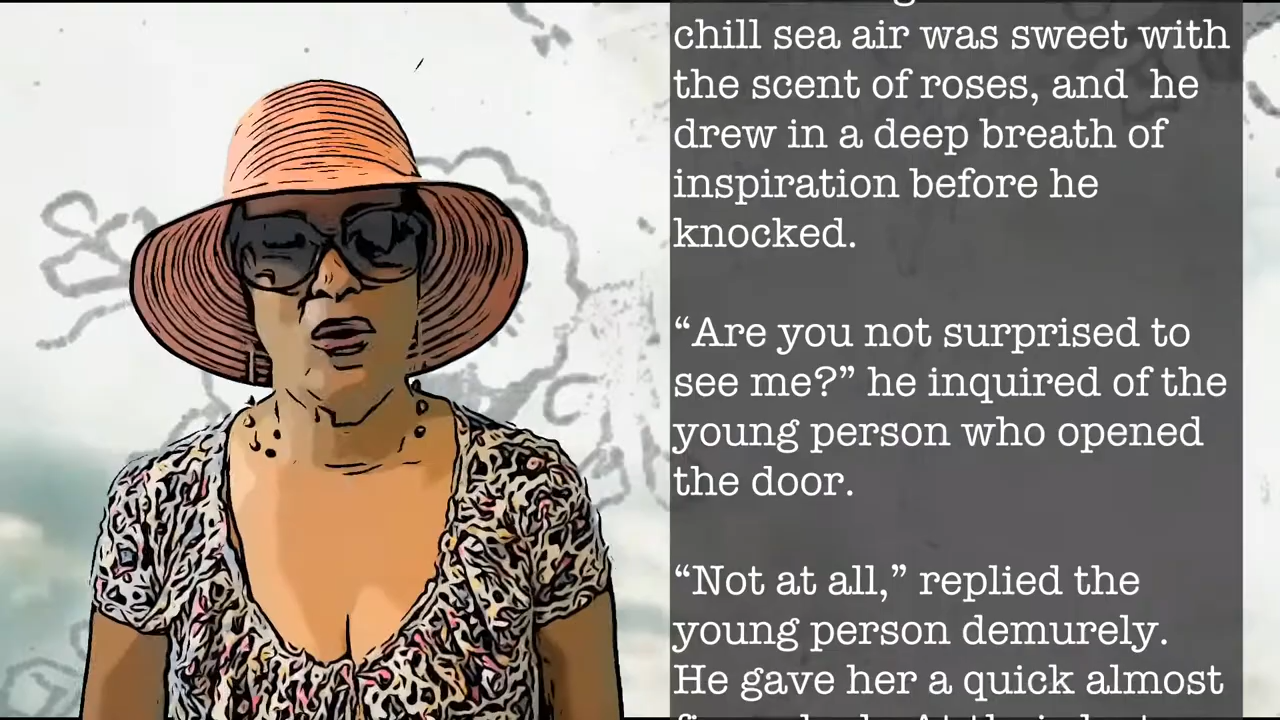 chill sea air was sweet with
the scent of roses, and he
drew in a deep breath of
inspiration before he
knocked.
“Are you not surprised to
see me?” he inquired of the
young person who opened
the door.
“Not at all,” replied the
young person demurely.
He gave her a quick almost